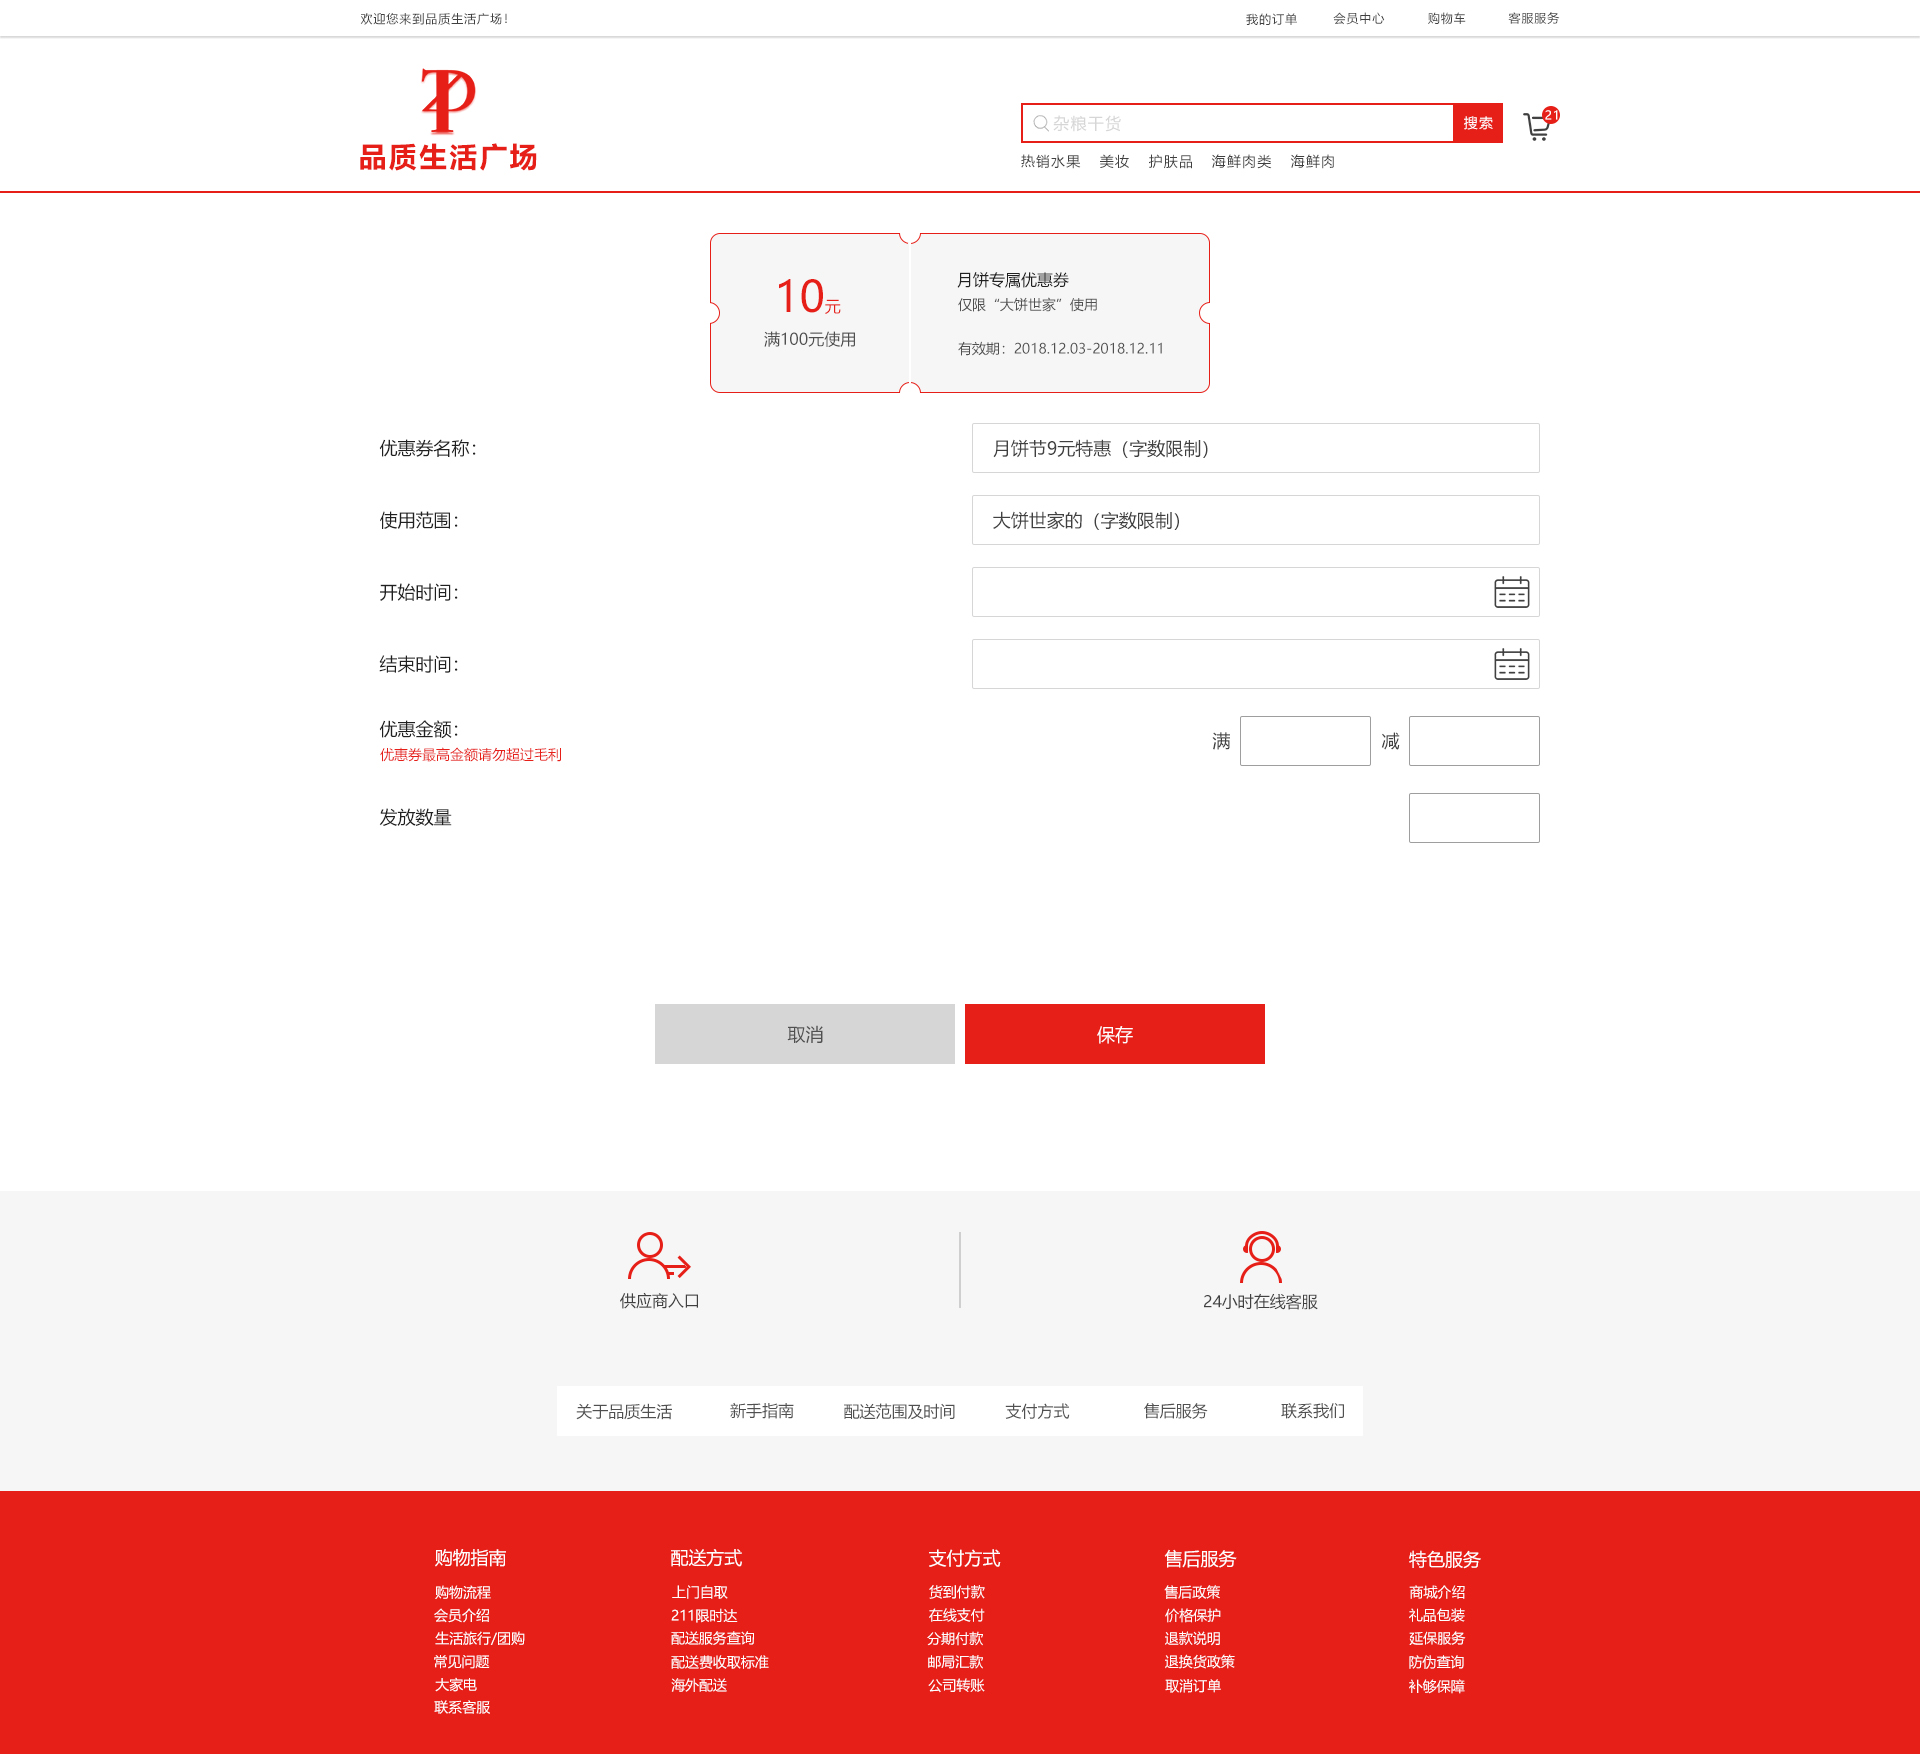 欢迎您来到品质生活广场！
我的订单 会员中心 购物车 客服服务
品质生活广场
杂粮干货
搜索
21
热销水果 美妆 护肤品 海鲜肉类 海鲜肉
10元
满100元使用
月饼专属优惠券
仅限“大饼世家”使用
有效期：2018.12.03-2018.12.11
优惠券名称：
月饼节9元特惠（字数限制）
使用范围：
大饼世家的（字数限制）
开始时间：
结束时间：
优惠金额：
优惠券最高金额请勿超过毛利
满 减
发放数量
取消
保存
供应商入口
24小时在线客服
关于品质生活 新手指南 配送范围及时间 支付方式 售后服务 联系我们
购物指南
购物流程
会员介绍
生活旅行/团购
常见问题
大家电
联系客服
配送方式
上门自取
211限时达
配送服务查询
配送费收取标准
海外配送
支付方式
货到付款
在线支付
分期付款
邮局汇款
公司转账
售后服务
售后政策
价格保护
退款说明
退换货政策
取消订单
特色服务
商城介绍
礼品包装
延保服务
防伪查询
补够保障